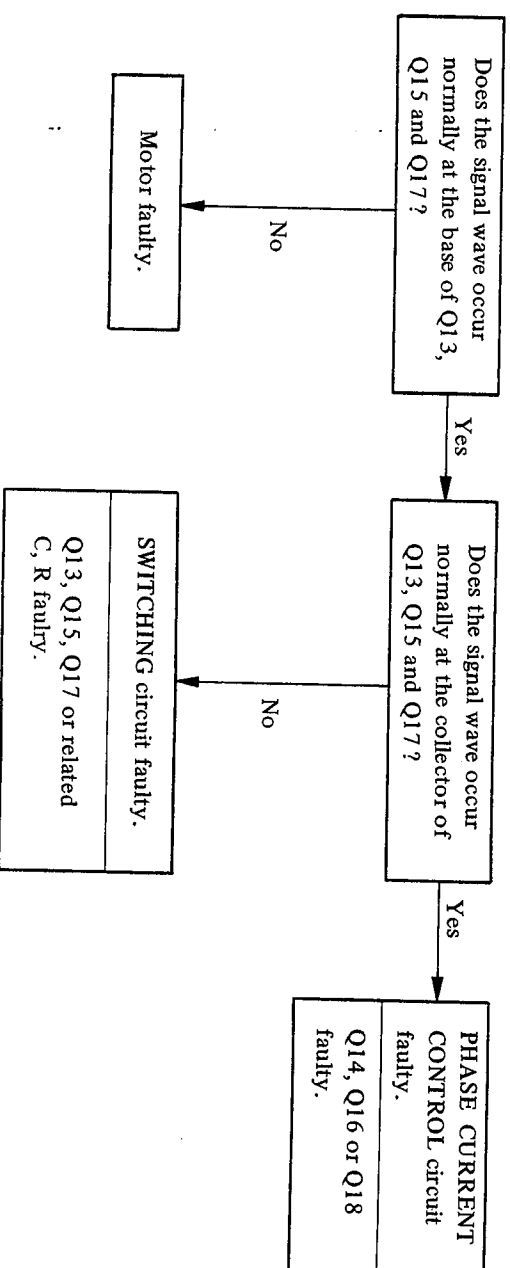 Does the signal wave occur
normally at the base of Q13,
Q15 and Q17?
No
Motor faulty.
Yes
Does the signal wave occur
normally at the collector of
Q13, Q15 and Q17?
No
SWITCHING circuit faulty.
Q13, Q15, Q17 or related
C, R faulry.
Yes
PHASE CURRENT
CONTROL circuit
faulty.
Q14, Q16 or Q18
faulty.